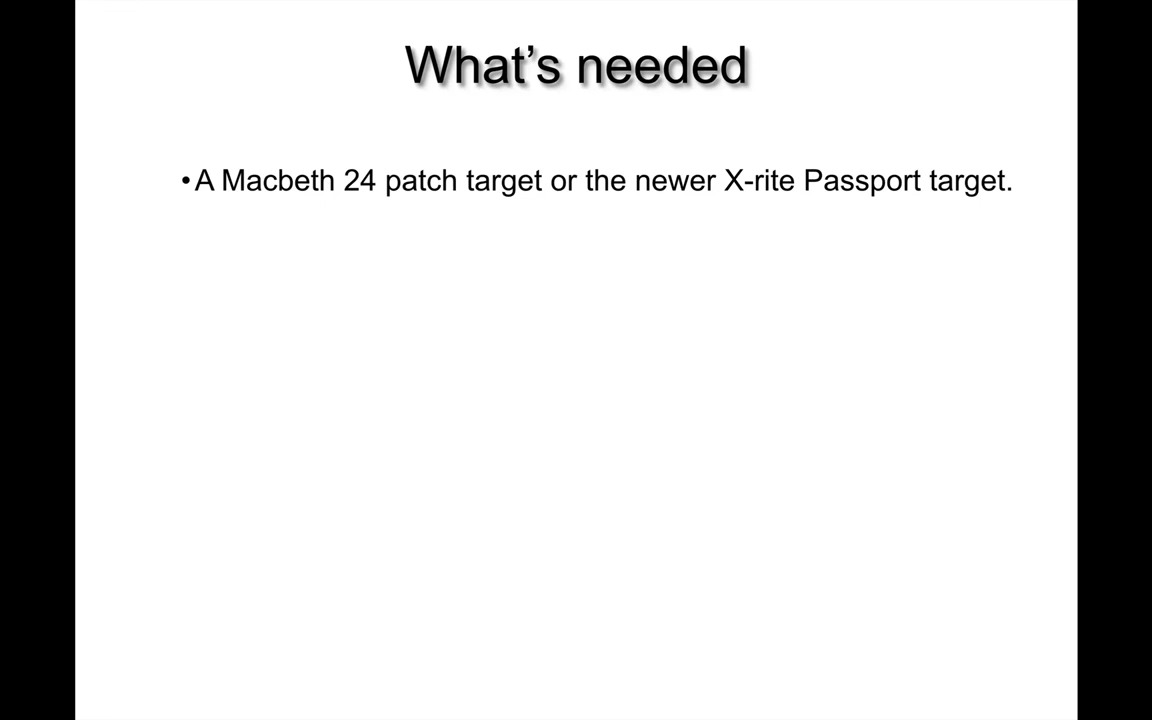 What’s needed
•A Macbeth 24 patch target or the newer X-rite Passport target.